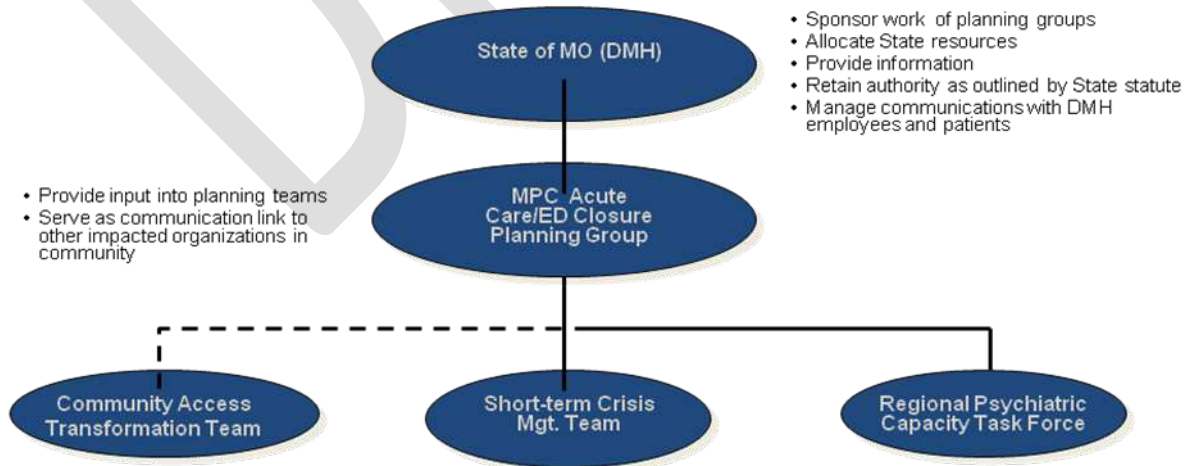 State of MO (DMH)
• Sponsor work of planning groups
• Allocate State resources
• Provide information
• Retain authority as outlined by State statute
• Manage communications with DMH
employees and patients
• Provide input into planning teams
• Serve as communication link to
other impacted organizations in
community
MPC Acute
Care/ED Closure
Planning Group
Community Access
Transformation Team
Short-term Crisis
Mgt. Team
Regional Psychiatric
Capacity Task Force